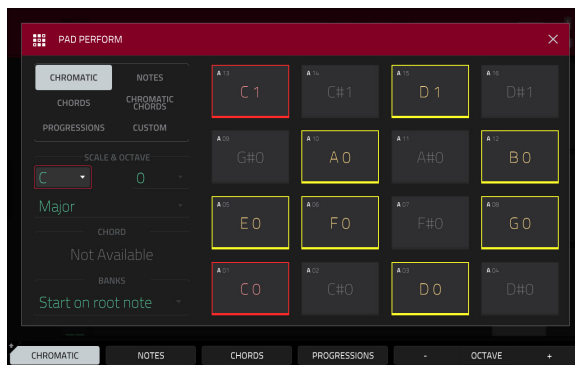 PAD PERFORM
CHROMATIC NOTES
CHORDS CHROMATIC CHORDS
PROGRESSIONS CUSTOM
SCALE & OCTAVE
C 0
Major
CHORD
Not Available
BANKS
Start on root note
A 13 A 14 A 15 A 16
C 1 C#1 D 1 D#1
A 09 A 10 A 11 A 12
G#0 A 0 A#0 B 0
A 05 A 06 A 07 A 08
E 0 F 0 F#0 G 0
A 01 A 02 A 03 A 04
C 0 C#0 D 0 D#0
CHROMATIC NOTES CHORDS PROGRESSIONS - OCTAVE +